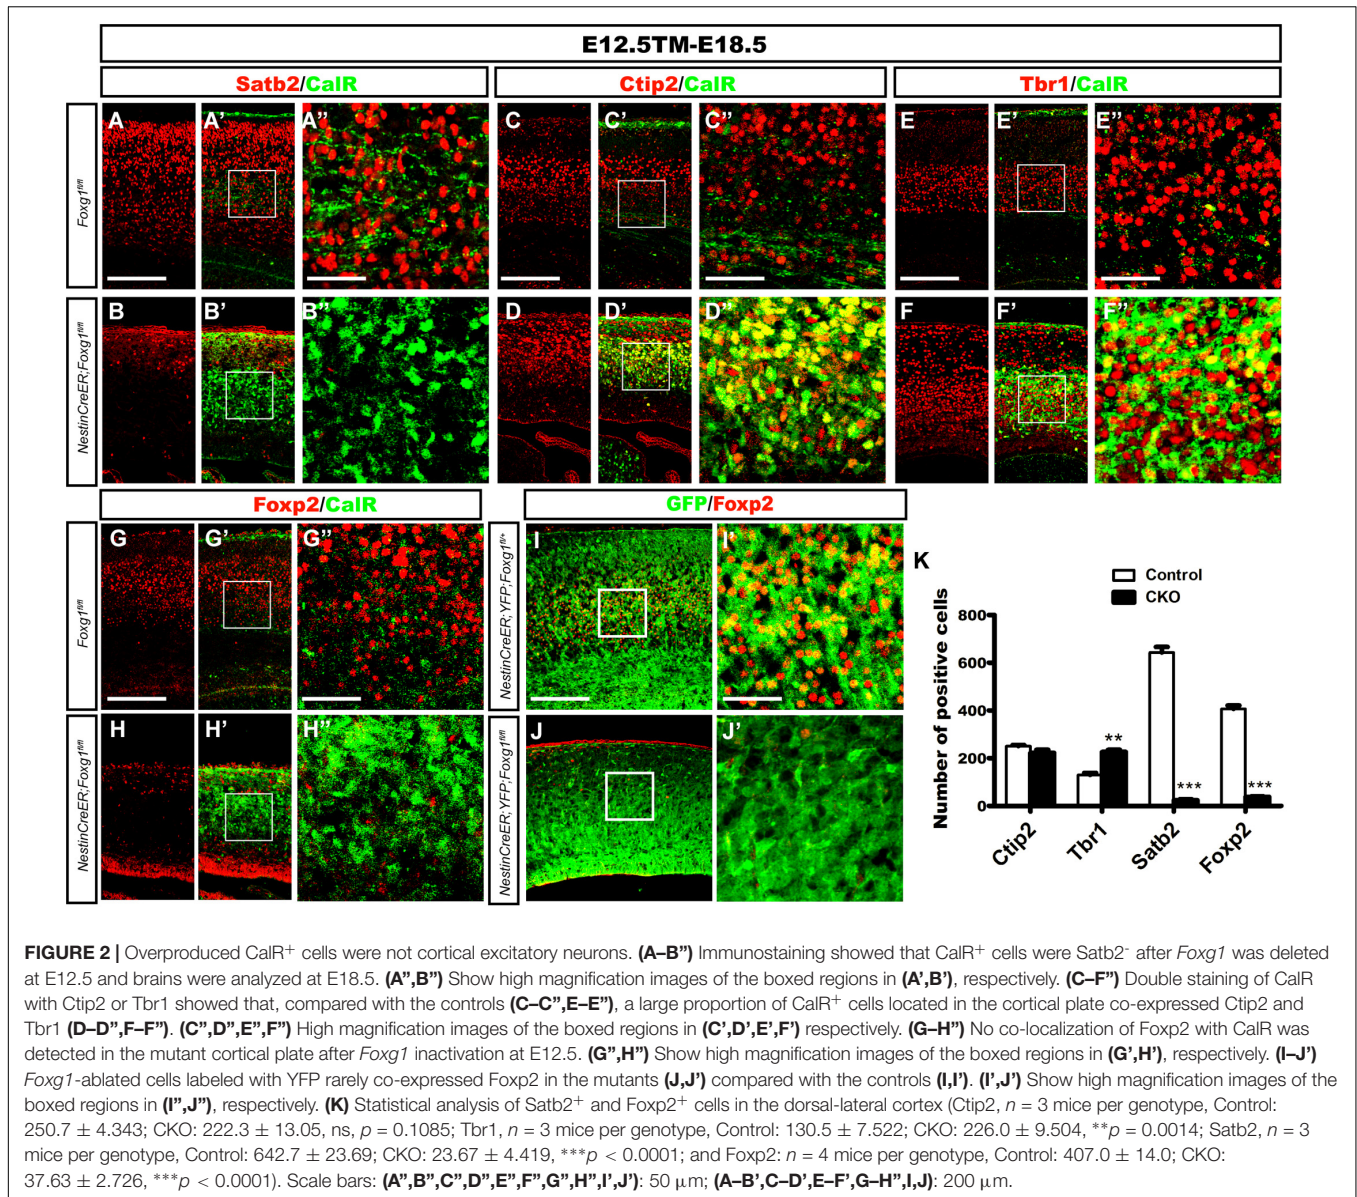 E12.5TM-E18.5
Satb2/CalR
Ctip2/CalR
Tbr1/CalR
Foxg1fl/fl
A
A’
A”
C
C’
C”
E
E’
E”
NestinCreER;Foxg1fl/fl
B
B’
B”
D
D’
D”
F
F’
F”
Foxp2/CalR
GFP/Foxp2
Foxg1fl/fl
G
G’
G”
NestinCreER;YFP;Foxg1fl/+
I
I’
NestinCreER;Foxg1fl/fl
H
H’
H”
NestinCreER;YFP;Foxg1fl/fl
J
J’
K
Control
CKO
Number of positive cells
800
600
400
200
0
**
***
***
Ctip2
Tbr1
Satb2
Foxp2
FIGURE 2 | Overproduced CalR+ cells were not cortical excitatory neurons. (A–B”) Immunostaining showed that CalR+ cells were Satb2- after Foxg1 was deleted
at E12.5 and brains were analyzed at E18.5. (A”,B”) Show high magnification images of the boxed regions in (A’,B’), respectively. (C–F”) Double staining of CalR
with Ctip2 or Tbr1 showed that, compared with the controls (C–C”,E–E”), a large proportion of CalR+ cells located in the cortical plate co-expressed Ctip2 and
Tbr1 (D–D”,F–F”). (C”,D”,E”,F”) High magnification images of the boxed regions in (C’,D’,E’,F’) respectively. (G–H”) No co-localization of Foxp2 with CalR was
detected in the mutant cortical plate after Foxg1 inactivation at E12.5. (G”,H”) Show high magnification images of the boxed regions in (G’,H’), respectively. (I–J’)
Foxg1-ablated cells labeled with YFP rarely co-expressed Foxp2 in the mutants (J,J’) compared with the controls (I,I’). (I’,J’) Show high magnification images of the
boxed regions in (I”,J”), respectively. (K) Statistical analysis of Satb2+ and Foxp2+ cells in the dorsal-lateral cortex (Ctip2, n = 3 mice per genotype, Control:
250.7 ± 4.343; CKO: 222.3 ± 13.05, ns, p = 0.1085; Tbr1, n = 3 mice per genotype, Control: 130.5 ± 7.522; CKO: 226.0 ± 9.504, **p = 0.0014; Satb2, n = 3
mice per genotype, Control: 642.7 ± 23.69; CKO: 23.67 ± 4.419, ***p < 0.0001; and Foxp2: n = 4 mice per genotype, Control: 407.0 ± 14.0; CKO:
37.63 ± 2.726, ***p < 0.0001). Scale bars: (A”,B”,C”,D”,E”,F”,G”,H”,I’,J’): 50 μm; (A–B’,C–D’,E–F’,G–H”,I,J): 200 μm.